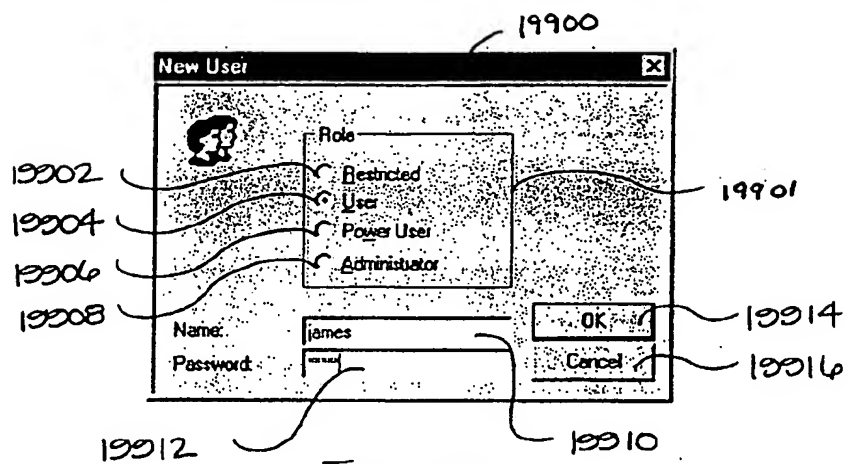 19900
New User
Role
19902
Restricted
19901
19904
User
19906
Power User
19908
Administrator
Name:
james
OK
19914
Password:
Cancel
19916
19912
19910